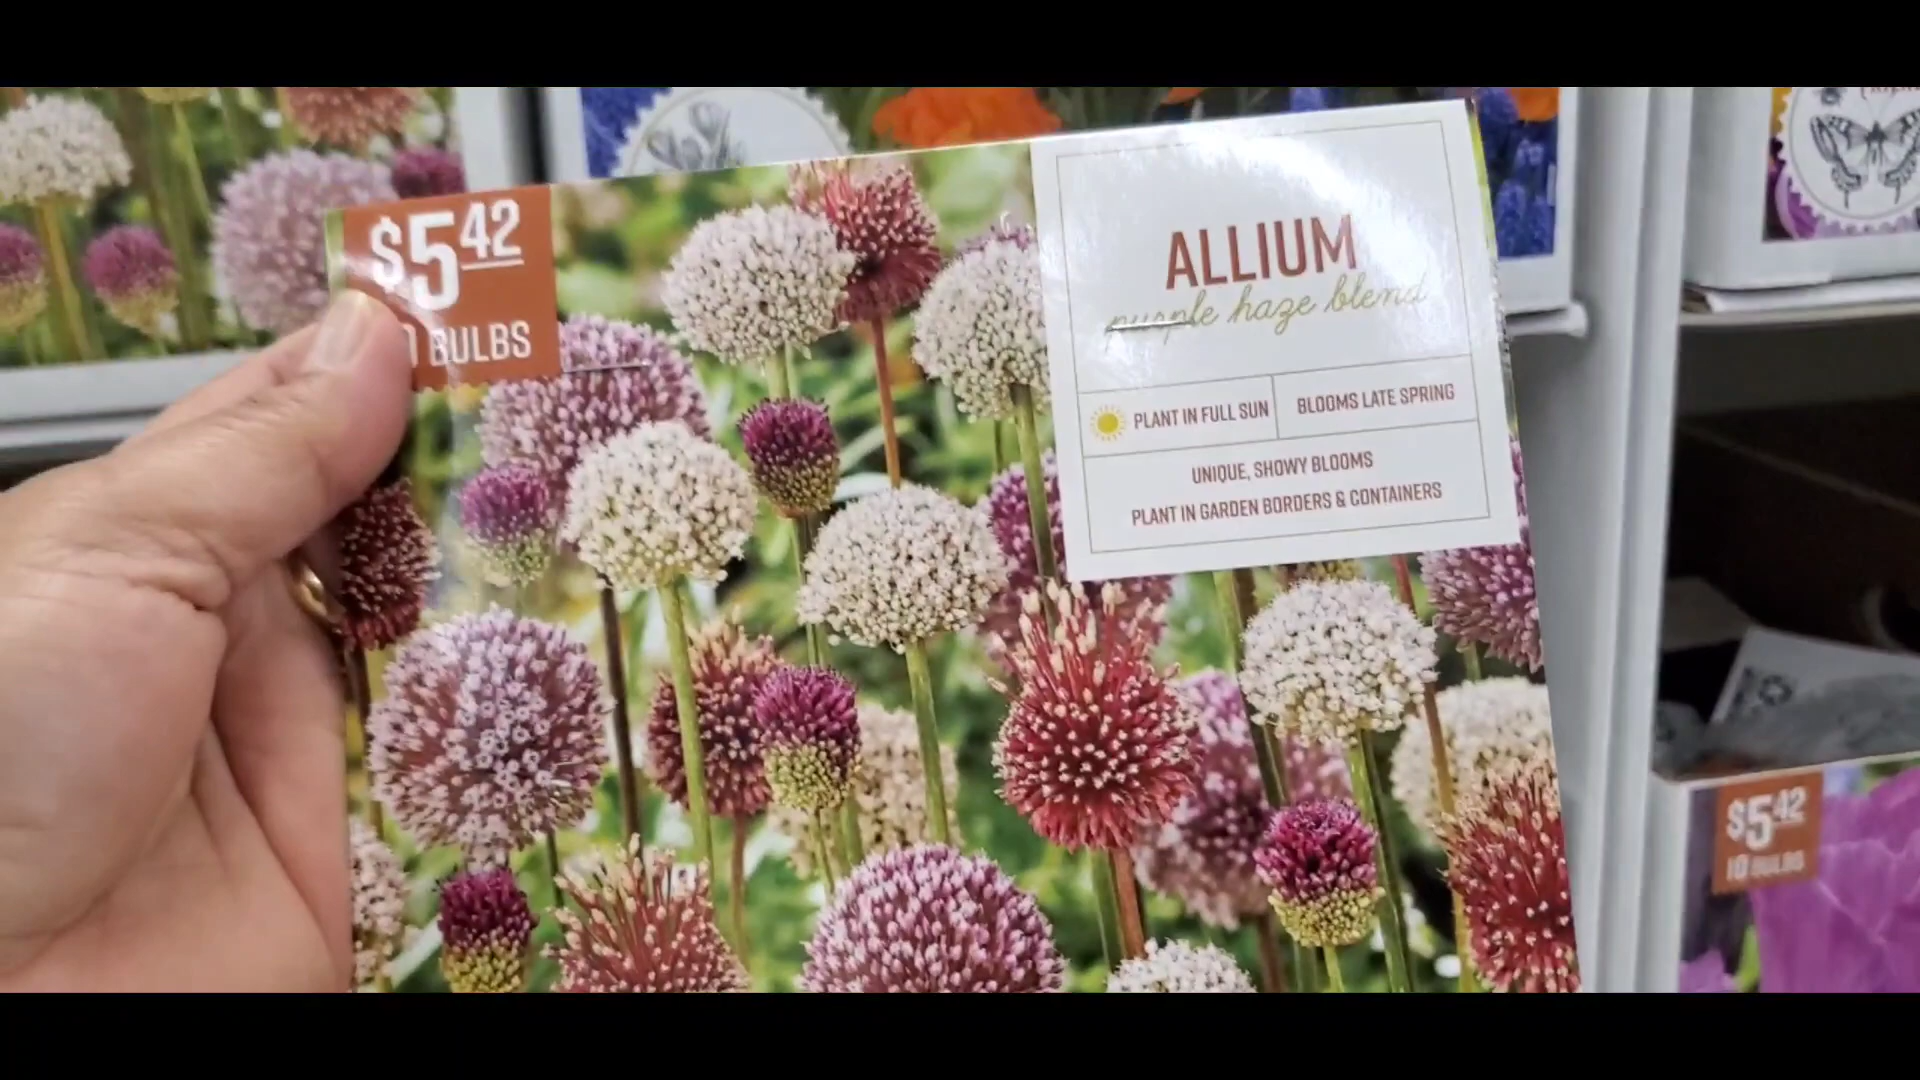 $5 42
BULBS
ALLIUM
purple haze blend
PLANT IN FULL SUN
BLOOMS LATE SPRING
UNIQUE, SHOWY BLOOMS
PLANT IN GARDEN BORDERS & CONTAINERS
$5 42
10 BULBS